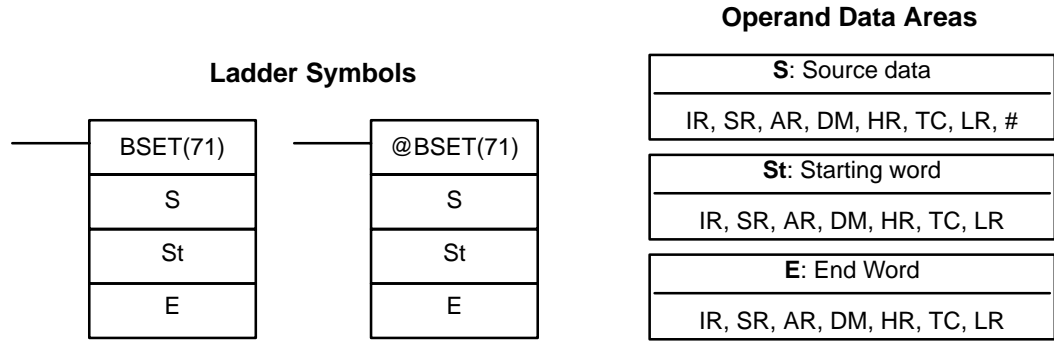 Ladder Symbols
BSET(71)
S
St
E
@BSET(71)
S
St
E
Operand Data Areas
S: Source data
IR, SR, AR, DM, HR, TC, LR, #
St: Starting word
IR, SR, AR, DM, HR, TC, LR
E: End Word
IR, SR, AR, DM, HR, TC, LR